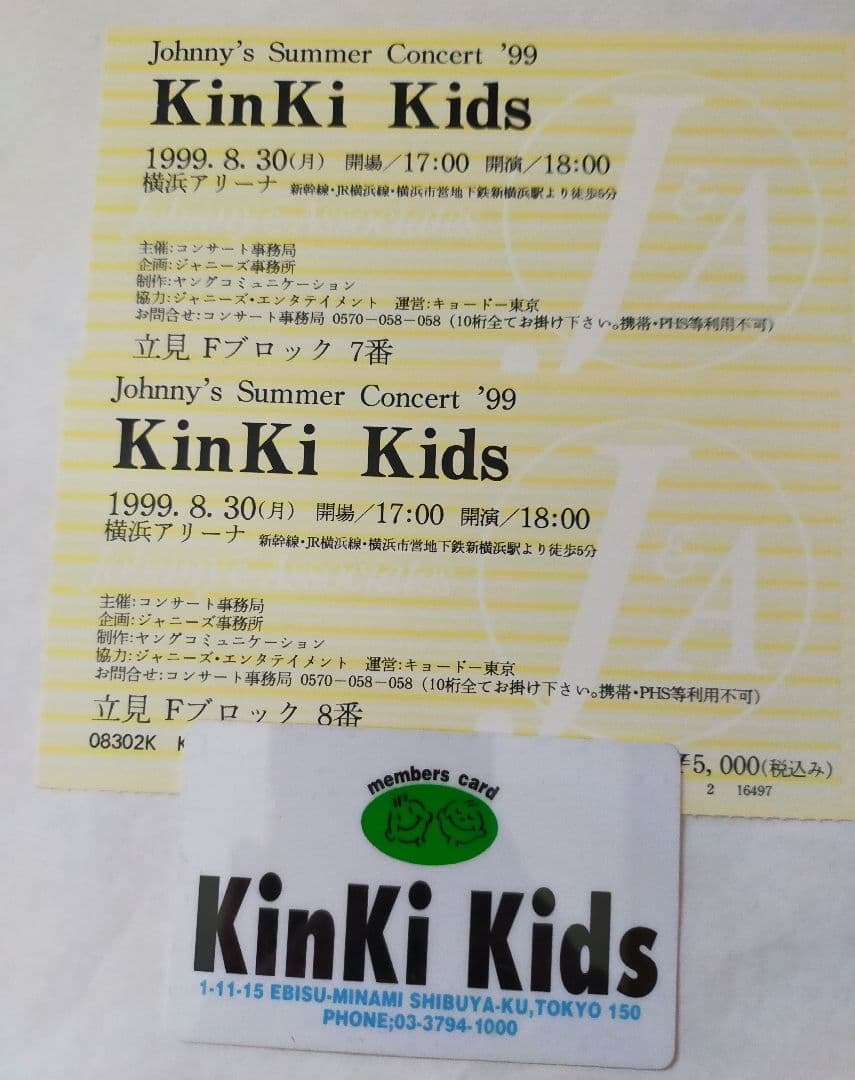 Johnny's Summer Concert '99
KinKi Kids
1999. 8. 30(月) 開場/17:00 開演/18:00
横浜アリーナ 新幹線・JR横浜線・横浜市営地下鉄新横浜駅より徒歩5分
J&A
主催:コンサート事務局
企画:ジャニーズ事務所
制作:ヤングコミュニケーション
協力:ジャニーズ・エンタテイメント 運営:キョードー東京
お問合せ:コンサート事務局 0570-058-058 (10桁全てお掛け下さい。携帯・PHS等利用不可)
立見 Fブロック 7番
Johnny's Summer Concert '99
KinKi Kids
1999. 8. 30(月) 開場/17:00 開演/18:00
横浜アリーナ 新幹線・JR横浜線・横浜市営地下鉄新横浜駅より徒歩5分
J&A
主催:コンサート事務局
企画:ジャニーズ事務所
制作:ヤングコミュニケーション
協力:ジャニーズ・エンタテイメント 運営:キョードー東京
お問合せ:コンサート事務局 0570-058-058 (10桁全てお掛け下さい。携帯・PHS等利用不可)
立見 Fブロック 8番
08302K ¥5,000(税込み)
2 16497
members card
KinKi Kids
1-11-15 EBISU-MINAMI SHIBUYA-KU,TOKYO 150
PHONE;03-3794-1000